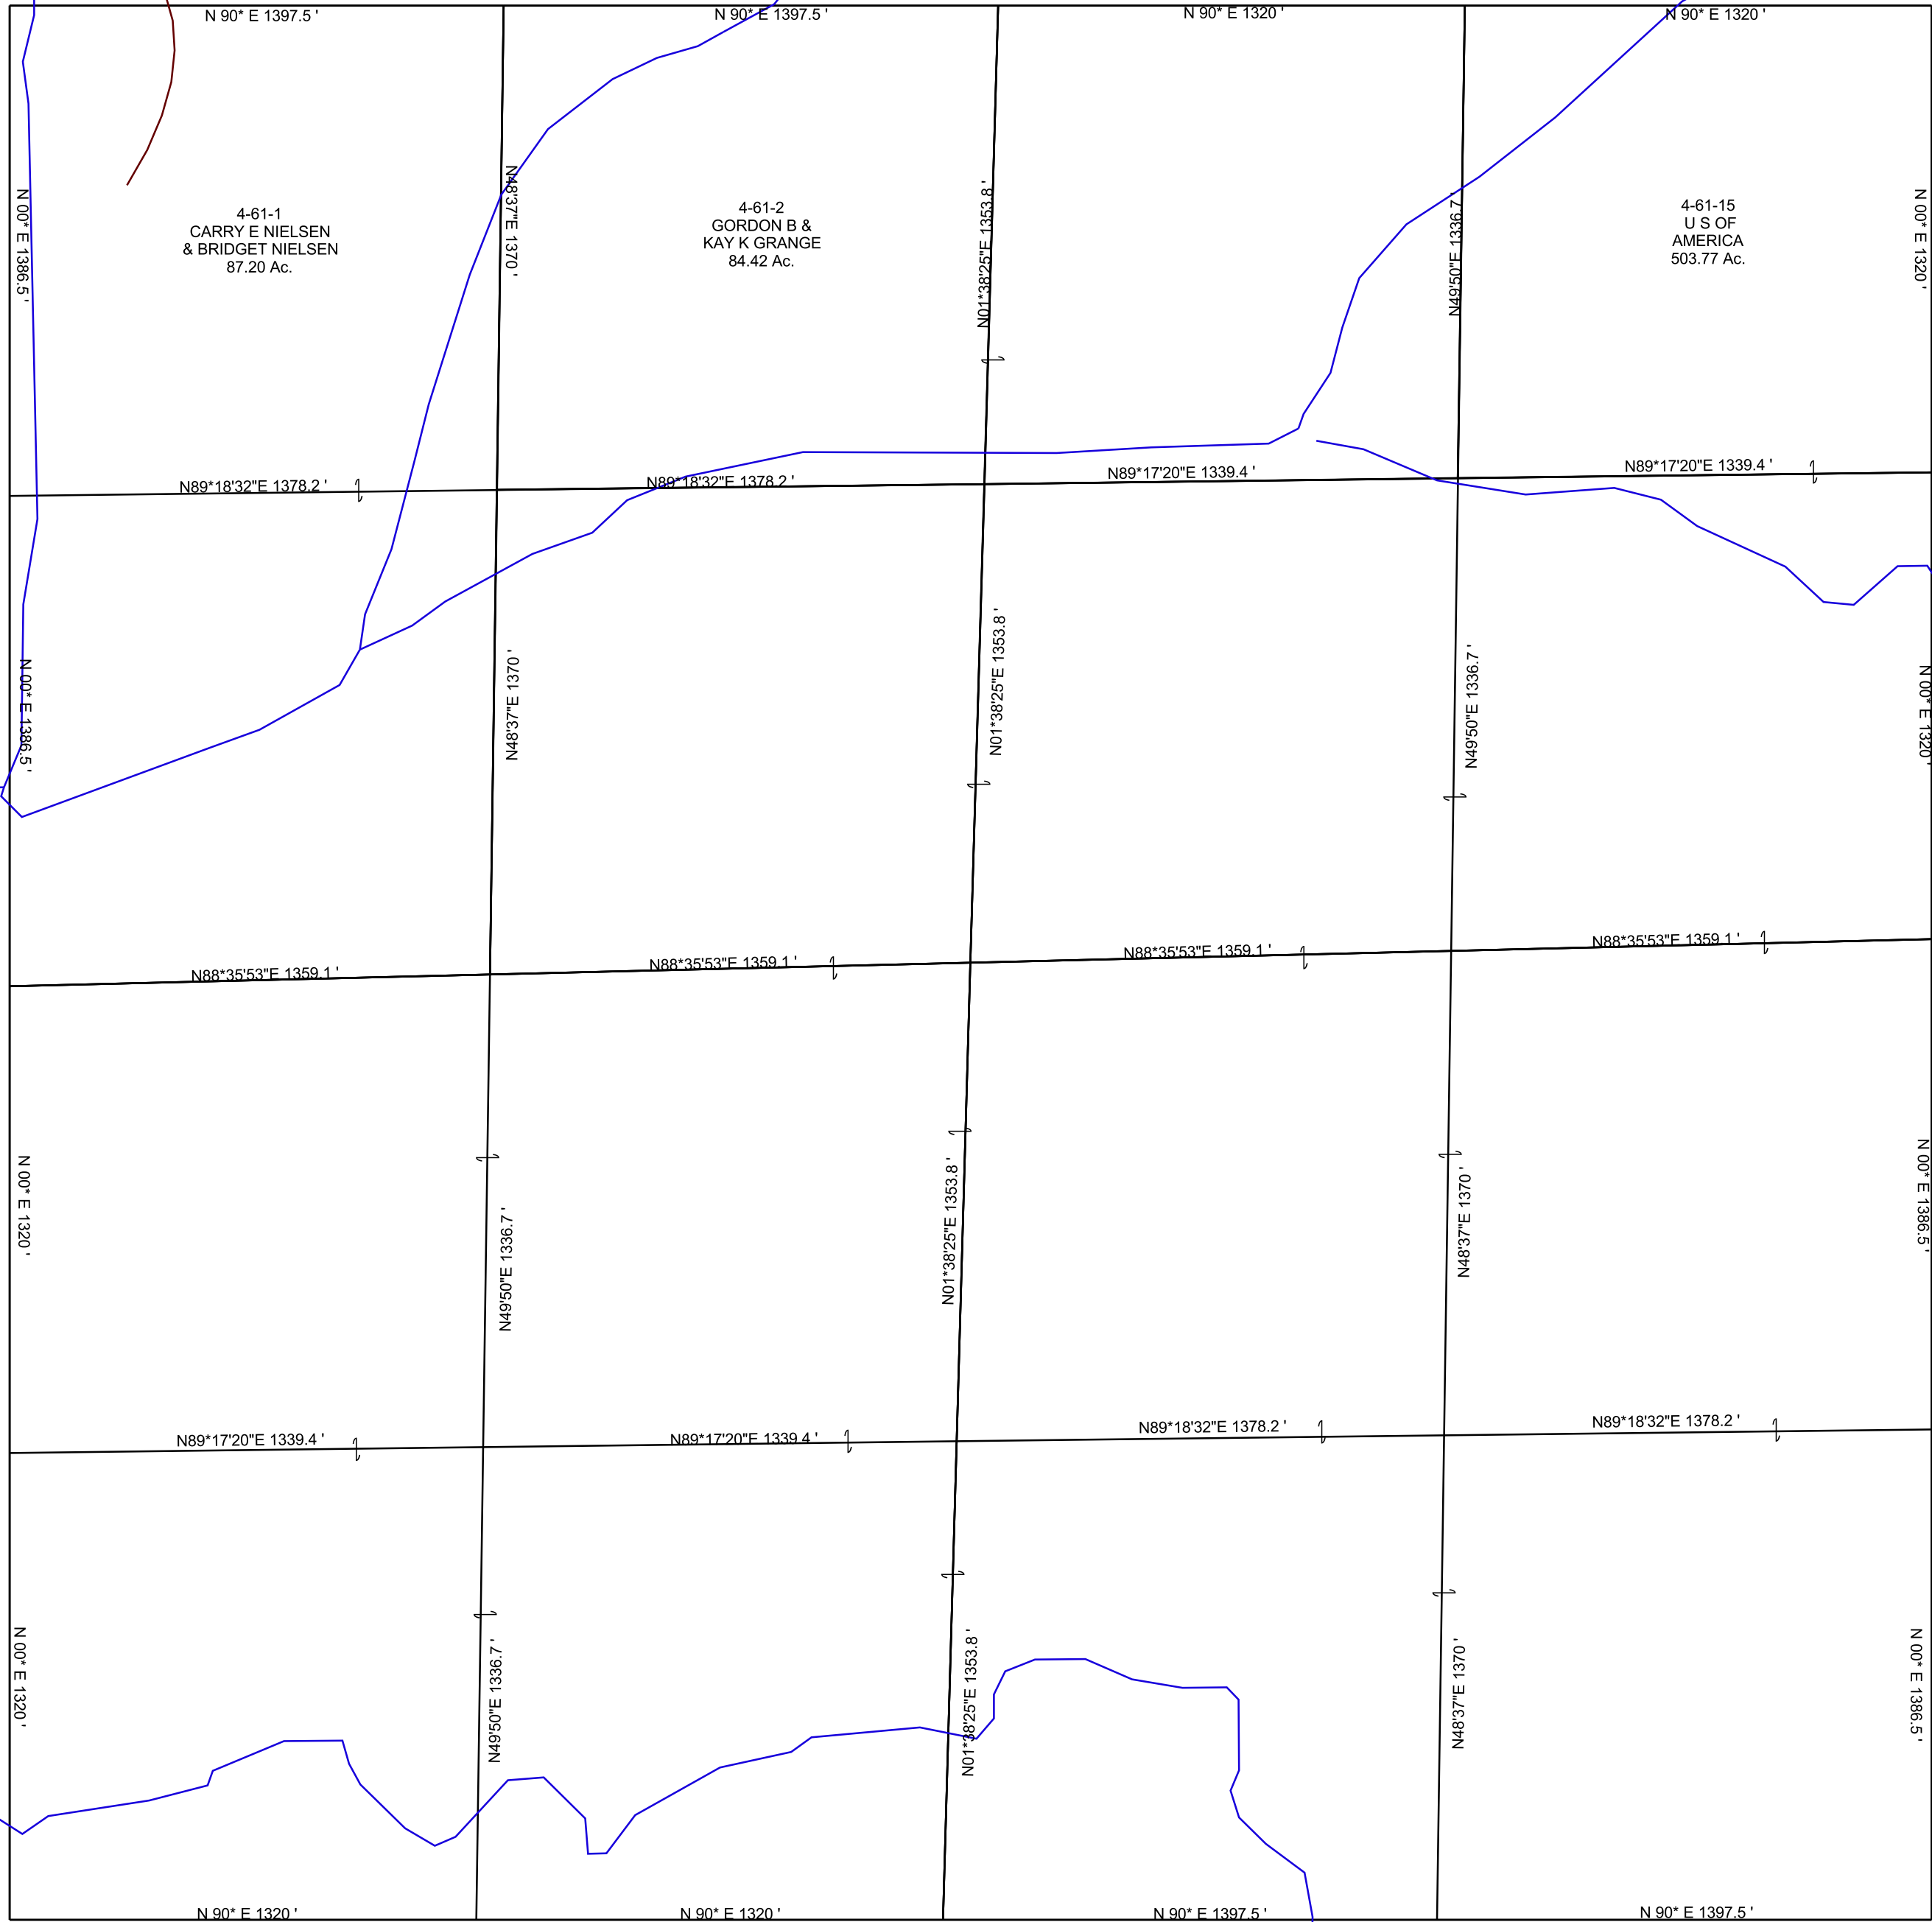 N 90* E 1397.5 '
N 90* E 1397.5 '
N 90* E 1320 '
N 90* E 1320 '
N 00* E 1386.5 '
4-61-1
CARRY E NIELSEN
& BRIDGET NIELSEN
87.20 Ac.
N48'37"E 1370 '
4-61-2
GORDON B &
KAY K GRANGE
84.42 Ac.
N01*38'25"E 1353.8 '
N49'50"E 1336.7 '
4-61-15
U S OF
AMERICA
503.77 Ac.
N 00* E 1320 '
N89*18'32"E 1378.2 '
N89*18'32"E 1378.2 '
N89*17'20"E 1339.4 '
N89*17'20"E 1339.4 '
N 00* E 1386.5 '
N48'37"E 1370 '
N01*38'25"E 1353.8 '
N49'50"E 1336.7 '
N 00* E 1320 '
N88*35'53"E 1359.1 '
N88*35'53"E 1359.1 '
N88*35'53"E 1359.1 '
N88*35'53"E 1359.1 '
N 00* E 1320 '
N49'50"E 1336.7 '
N01*38'25"E 1353.8 '
N48'37"E 1370 '
N 00* E 1386.5 '
N89*17'20"E 1339.4 '
N89*17'20"E 1339.4 '
N89*18'32"E 1378.2 '
N89*18'32"E 1378.2 '
N 00* E 1320 '
N49'50"E 1336.7 '
N01*38'25"E 1353.8 '
N48'37"E 1370 '
N 00* E 1386.5 '
N 90* E 1320 '
N 90* E 1320 '
N 90* E 1397.5 '
N 90* E 1397.5 '